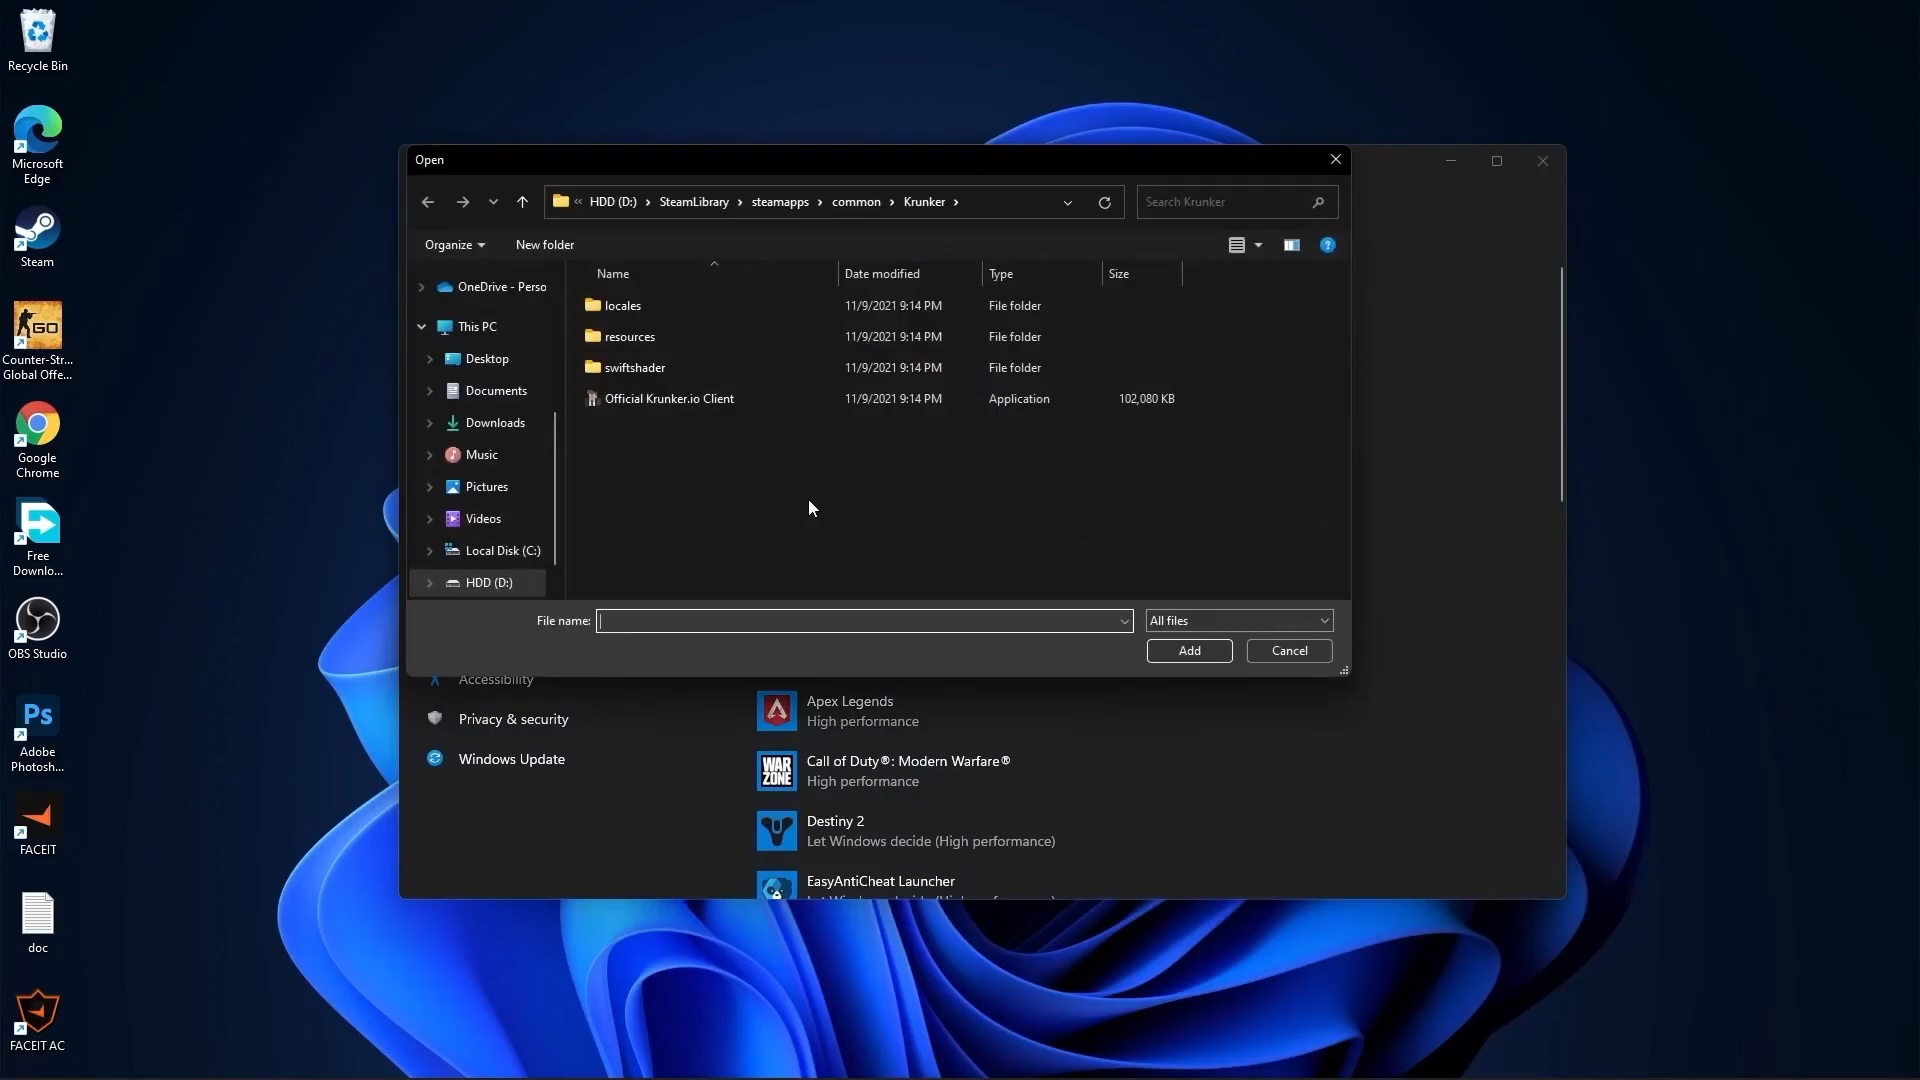 Recycle Bin
Microsoft
Edge
Steam
GO
Counter-Str...
Global Offe...
Google
Chrome
Free
Downlo...
OBS Studio
Ps
Adobe
Photosh...
FACEIT
doc
FACEIT AC
Open
« HDD (D:) › SteamLibrary › steamapps › common › Krunker ›
Search Krunker
Organize
New folder
?
Name Date modified Type Size
locales 11/9/2021 9:14 PM File folder
resources 11/9/2021 9:14 PM File folder
swiftshader 11/9/2021 9:14 PM File folder
Official Krunker.io Client 11/9/2021 9:14 PM Application 102,080 KB
OneDrive - Perso
This PC
Desktop
Documents
Downloads
Music
Pictures
Videos
Local Disk (C:)
HDD (D:)
File name:
All files
Add
Cancel
Accessibility
Privacy & security
Windows Update
Apex Legends
High performance
WAR
ZONE
Call of Duty®: Modern Warfare®
High performance
Destiny 2
Let Windows decide (High performance)
EasyAntiCheat Launcher